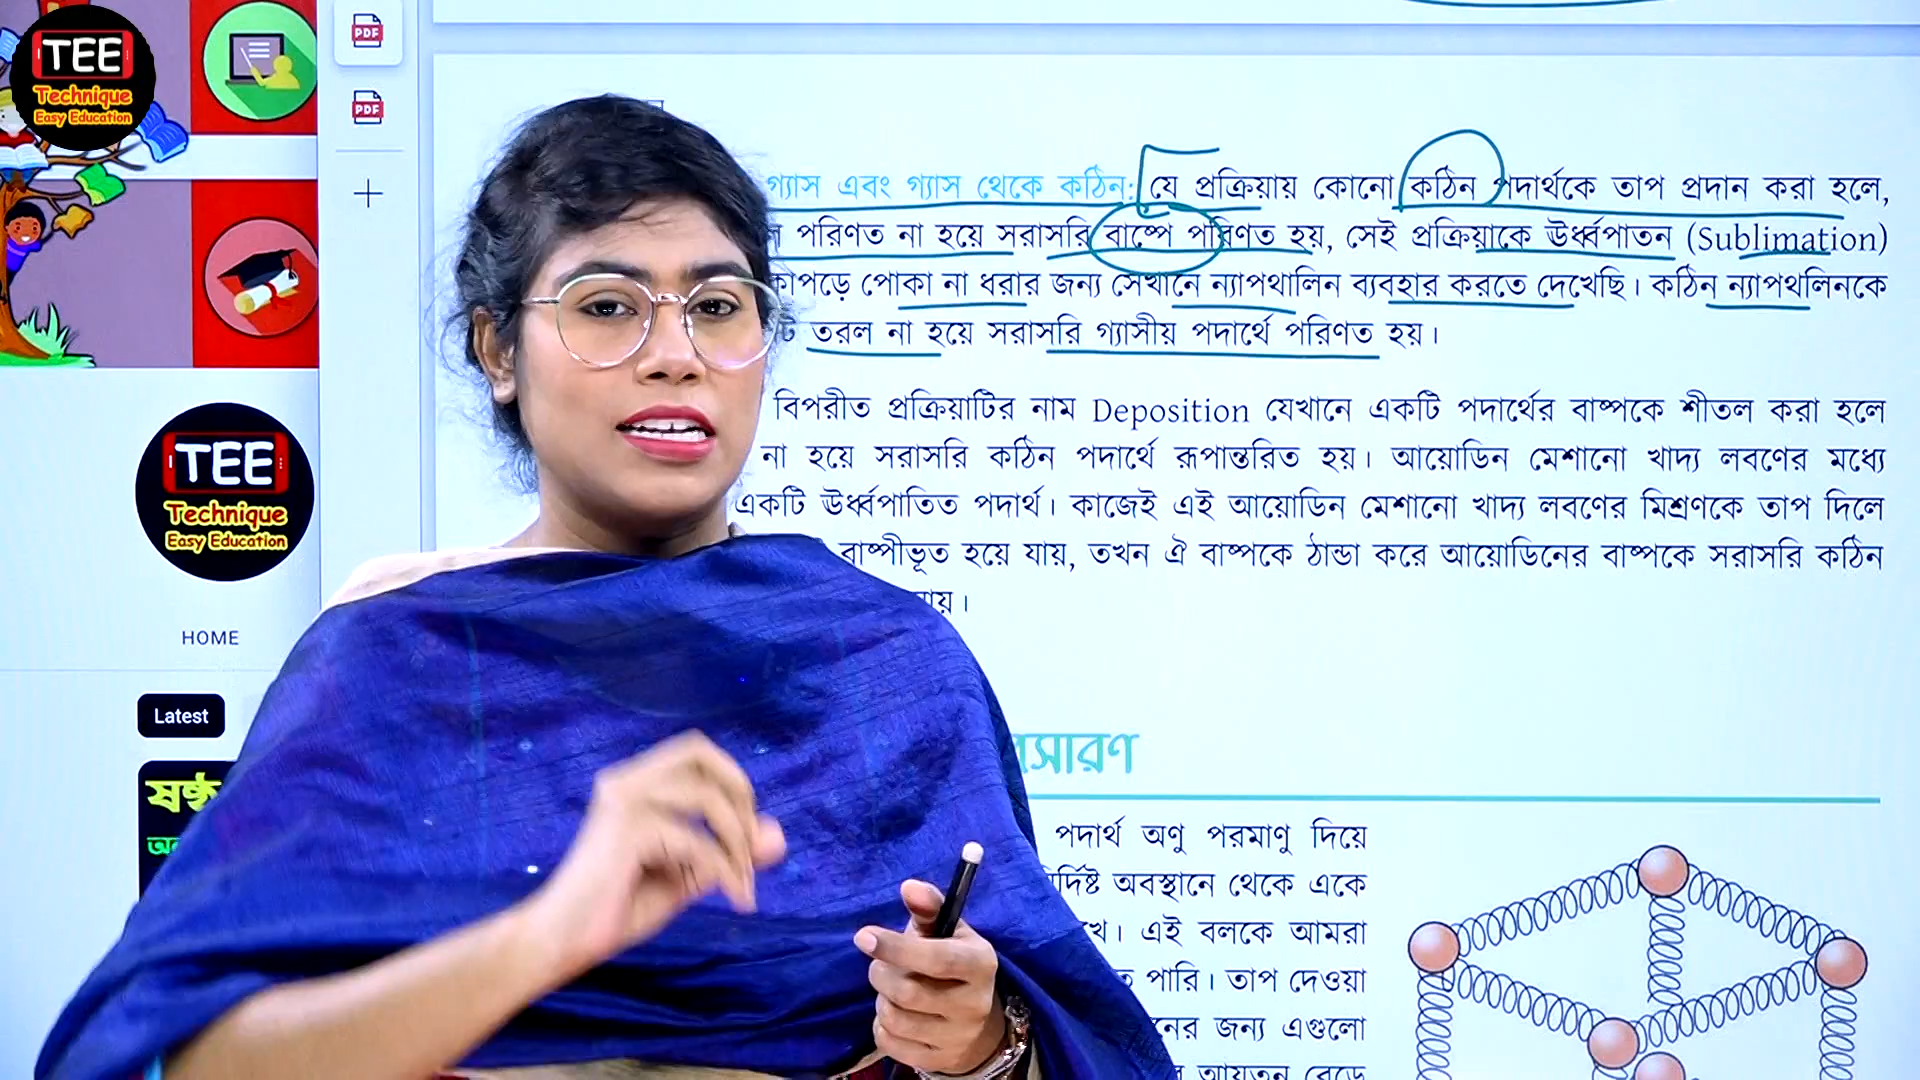 TEE
Technique
Easy Education
PDF
PDF
গ্যাস এবং গ্যাস থেকে কঠিন: যে প্রক্রিয়ায় কোনো কঠিন পদার্থকে তাপ প্রদান করা হলে,
পরিণত না হয়ে সরাসরি বাষ্পে পরিণত হয়, সেই প্রক্রিয়াকে ঊর্ধ্বপাতন (Sublimation)
কাপড়ে পোকা না ধরার জন্য সেখানে ন্যাপথালিন ব্যবহার করতে দেখেছি। কঠিন ন্যাপথলিনকে
তরল না হয়ে সরাসরি গ্যাসীয় পদার্থে পরিণত হয়।
বিপরীত প্রক্রিয়াটির নাম Deposition যেখানে একটি পদার্থের বাষ্পকে শীতল করা হলে
না হয়ে সরাসরি কঠিন পদার্থে রূপান্তরিত হয়। আয়োডিন মেশানো খাদ্য লবণের মধ্যে
একটি ঊর্ধ্বপাতিত পদার্থ। কাজেই এই আয়োডিন মেশানো খাদ্য লবণের মিশ্রণকে তাপ দিলে
বাষ্পীভূত হয়ে যায়, তখন ঐ বাষ্পকে ঠান্ডা করে আয়োডিনের বাষ্পকে সরাসরি কঠিন
TEE
Technique
Easy Education
HOME
Latest
ষষ্ঠ
পদার্থ অণু পরমাণু দিয়ে
অবস্থানে থেকে একে
এই বলকে আমরা
পারি। তাপ দেওয়া
জন্য এগুলো
আয়তন বেড়ে